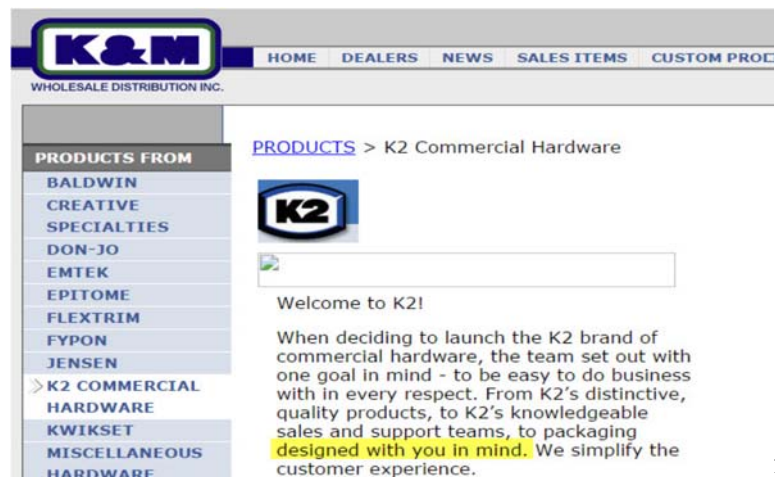 K&M
WHOLESALE DISTRIBUTION INC.
HOME DEALERS NEWS SALES ITEMS CUSTOM
PRODUCTS FROM
BALDWIN
CREATIVE
SPECIALTIES
DON-JO
EMTEK
EPITOME
FLEXTRIM
FYPON
JENSEN
K2 COMMERCIAL
HARDWARE
KWIKSET
MISCELLANEOUS
HARDWARE
PRODUCTS > K2 Commercial Hardware
K2
Welcome to K2!
When deciding to launch the K2 brand of
commercial hardware, the team set out with
one goal in mind - to be easy to do business
with in every respect. From K2’s distinctive,
quality products, to K2’s knowledgeable
sales and support teams, to packaging
designed with you in mind. We simplify the
customer experience.